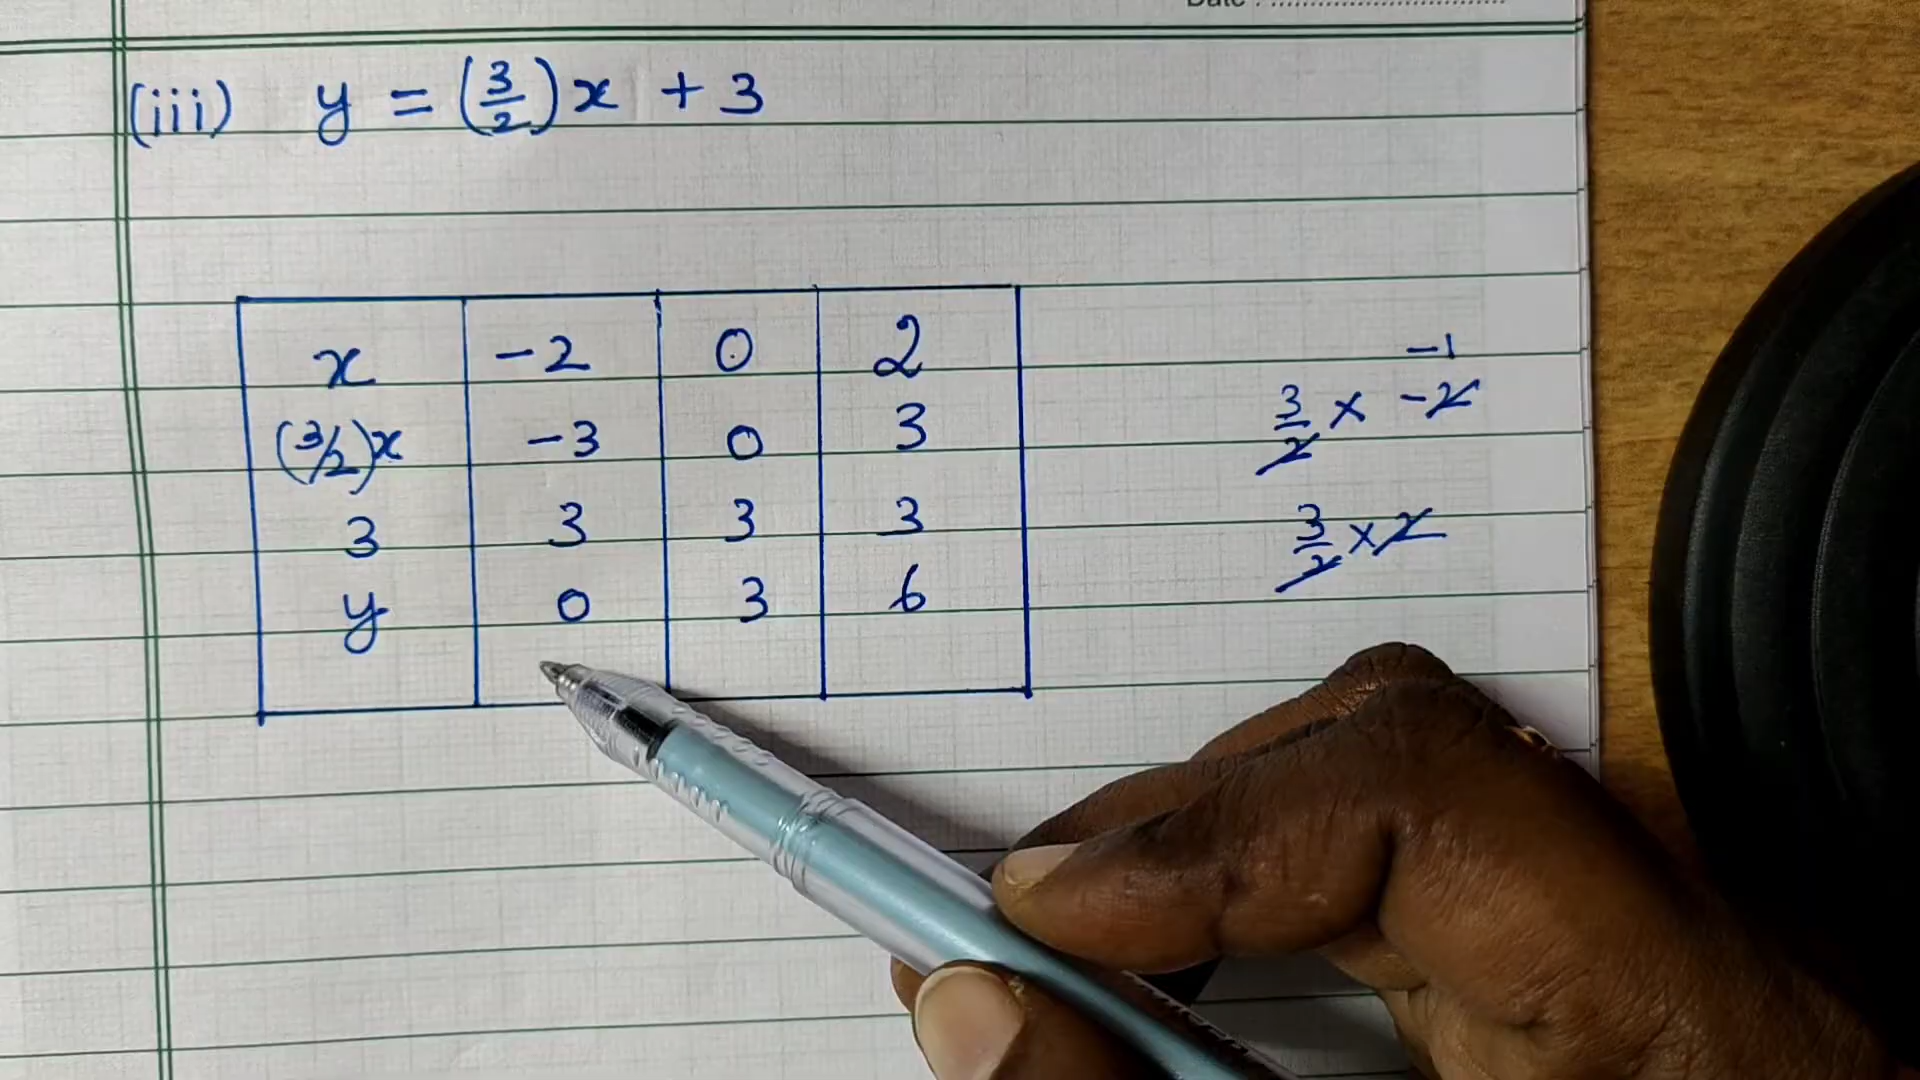 Date :
(iii) y = (3/2)x + 3
x -2 0 2
(3/2)x -3 0 3
3 3 3 3
y 0 3 6
-1
3/2 × -2
3/2 × 2